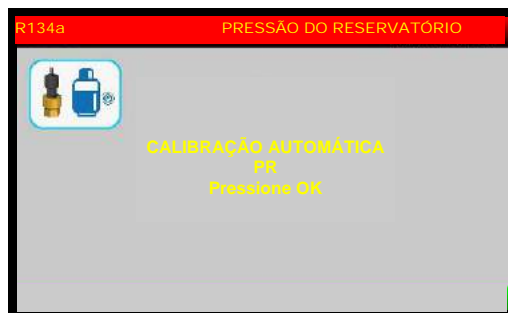 R134a PRESSÃO DO RESERVATÓRIO
CALIBRAÇÃO AUTOMÁTICA
PR
Pressione OK